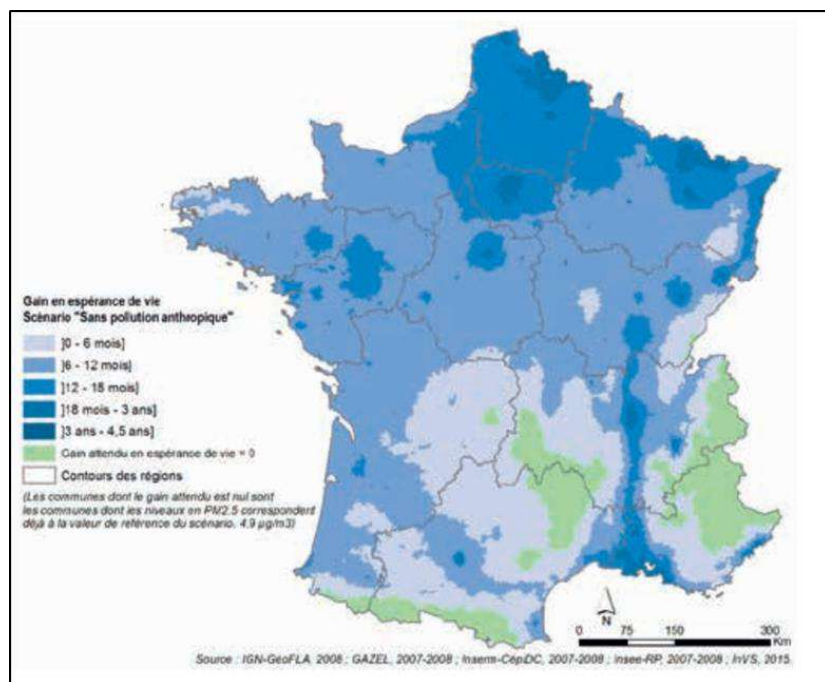 Gain en espérance de vie
Scénario "Sans pollution anthropique"
]0 - 6 mois]
]6 - 12 mois]
]12 - 18 mois]
]18 mois - 3 ans]
]3 ans - 4,5 ans]
Gain attendu en espérance de vie = 0
Contours des régions
(Les communes dont le gain attendu est nul sont
les communes dont les niveaux en PM2.5 correspondent
déjà à la valeur de référence du scénario, 4,9 µg/m3)
N
0 75 150 300
Km
Source : IGN-GéoFLA, 2008 ; GAZEL, 2007-2008 ; Inserm-CépiDC, 2007-2008 ; Insee-RP, 2007-2008 ; InVS, 2015